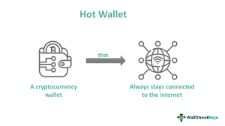 Hot Wallet
that
A cryptocurrency
wallet
Always stays connected
to the internet
WallStreetMojo